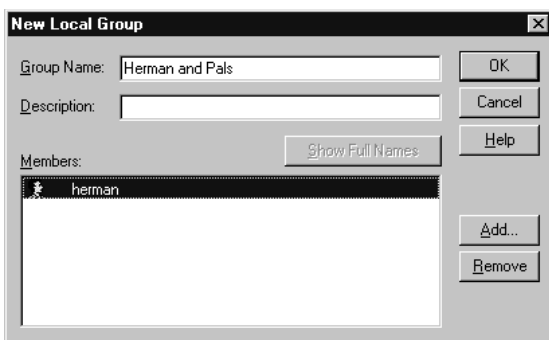 New Local Group
Group Name: Herman and Pals
OK
Description:
Cancel
Show Full Names
Help
Members:
herman
Add...
Remove